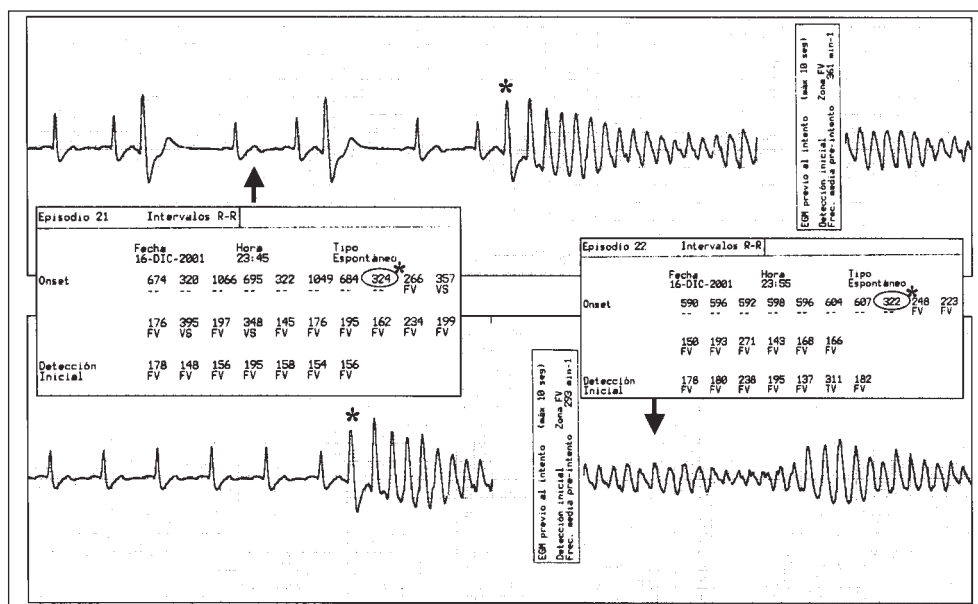 *
EGM previo al intento (máx 10 seg)
Detección inicial Zona FV
Frec. media pre-intento 361 min-1
Episodio 21 Intervalos R-R
Fecha Hora Tipo
16-DIC-2001 23:45 Espontáneo
*
Onset 674 320 1066 695 322 1049 684 324 266 357
-- -- -- -- -- -- -- -- FV VS
176 395 197 348 145 176 195 162 234 199
FV VS FV VS FV FV FV FV FV FV
Detección 178 148 156 195 158 154 156
Inicial FV FV FV FV FV FV FV
Episodio 22 Intervalos R-R
Fecha Hora Tipo
16-DIC-2001 23:55 Espontáneo
*
Onset 590 596 592 598 596 604 607 322 248 223
-- -- -- -- -- -- -- -- FV FV
150 193 271 143 168 166
FV FV FV FV FV FV
Detección 178 180 238 195 137 311 182
Inicial FV FV FV FV FV TV FV
*
EGM previo al intento (máx 10 seg)
Detección inicial Zona FV
Frec. media pre-intento 293 min-1